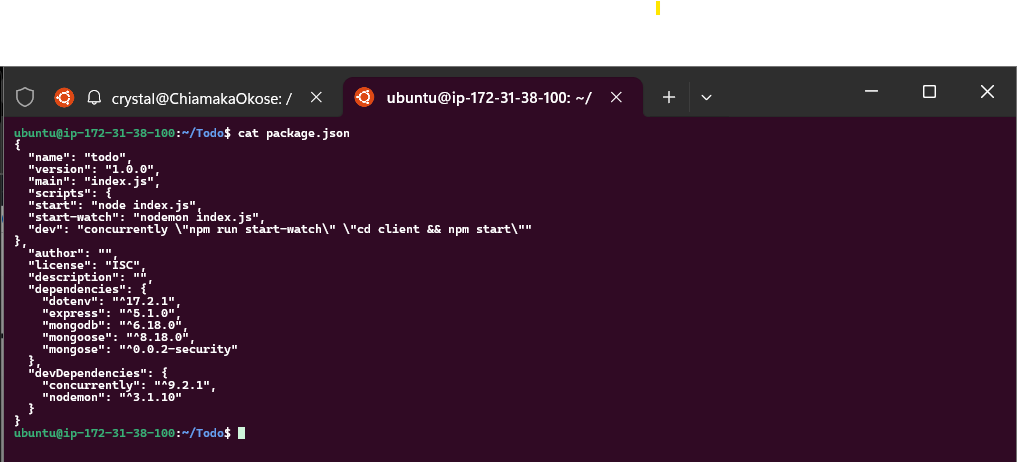 crystal@ChiamakaOkose: /
ubuntu@ip-172-31-38-100: ~/
ubuntu@ip-172-31-38-100:~/Todo$ cat package.json
{
  "name": "todo",
  "version": "1.0.0",
  "main": "index.js",
  "scripts": {
  "start": "node index.js",
  "start-watch": "nodemon index.js",
  "dev": "concurrently \"npm run start-watch\" \"cd client && npm start\""
},
  "author": "",
  "license": "ISC",
  "description": "",
  "dependencies": {
    "dotenv": "^17.2.1",
    "express": "^5.1.0",
    "mongodb": "^6.18.0",
    "mongoose": "^8.18.0",
    "mongose": "^0.0.2-security"
  },
  "devDependencies": {
    "concurrently": "^9.2.1",
    "nodemon": "^3.1.10"
  }
}
ubuntu@ip-172-31-38-100:~/Todo$